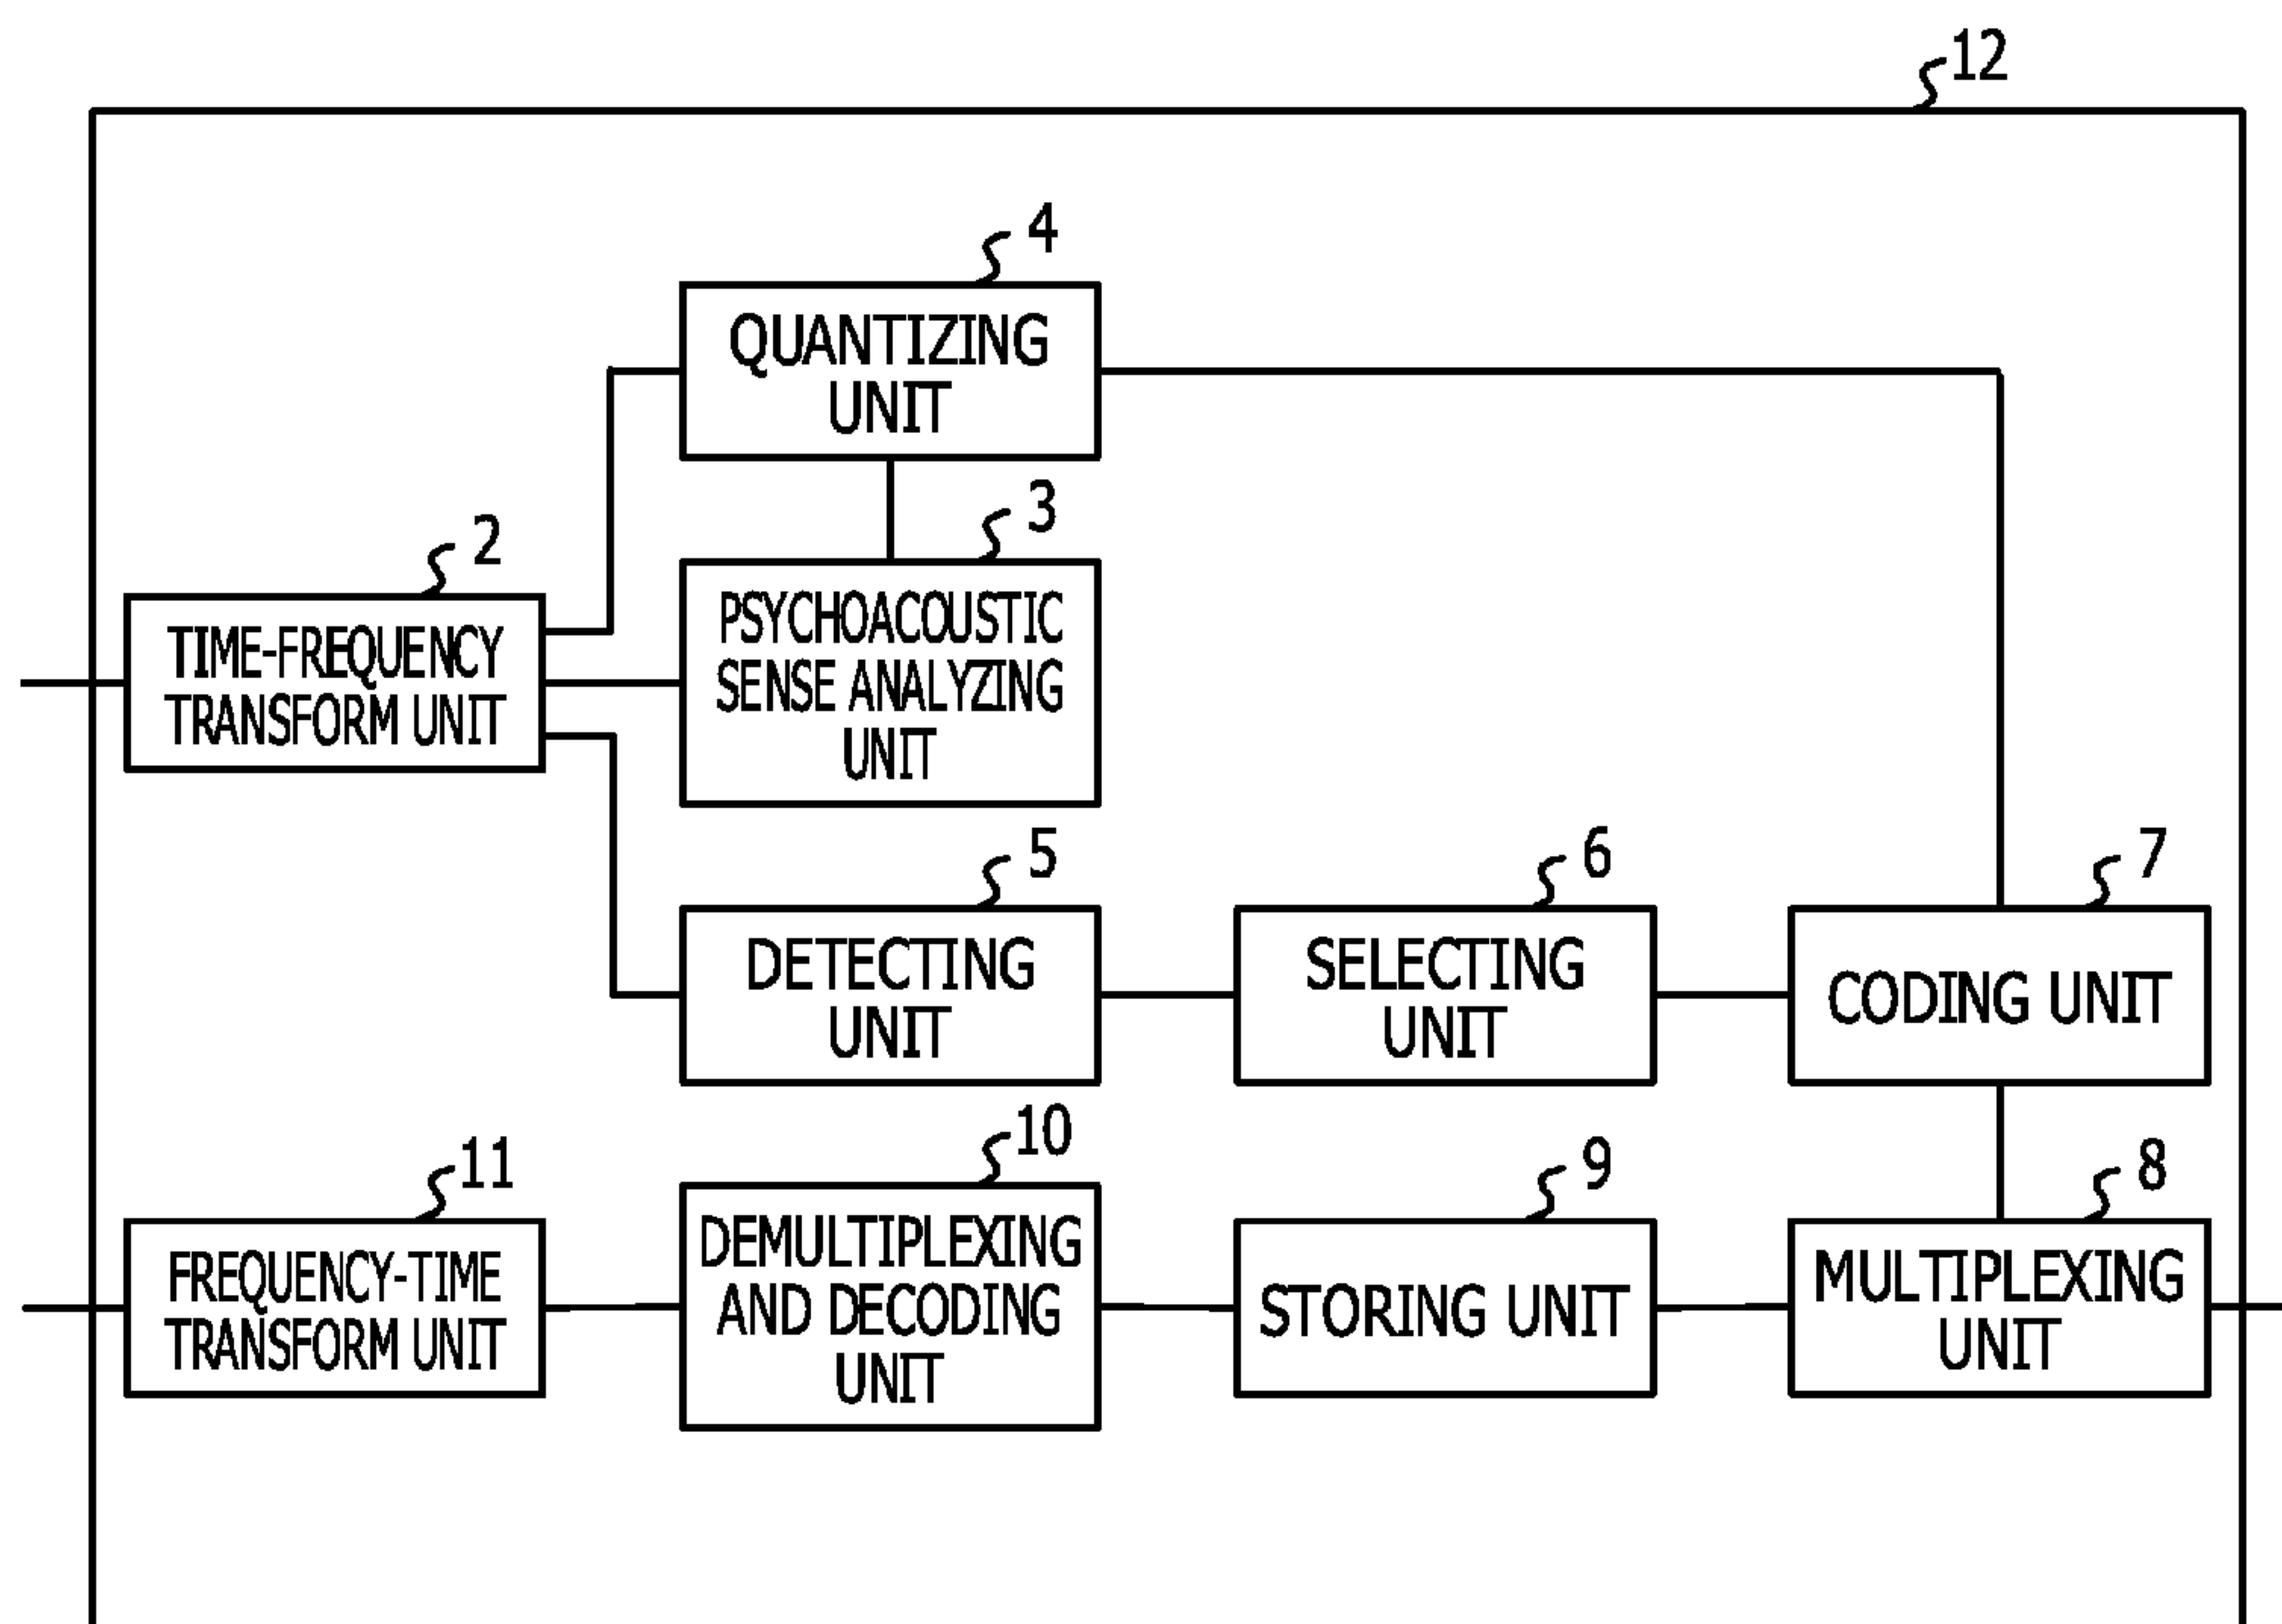 12
4
QUANTIZING
UNIT
3
PSYCHOACOUSTIC
SENSE ANALYZING
UNIT
2
TIME-FREQUENCY
TRANSFORM UNIT
5
DETECTING
UNIT
6
SELECTING
UNIT
7
CODING UNIT
11
FREQUENCY-TIME
TRANSFORM UNIT
10
DEMULTIPLEXING
AND DECODING
UNIT
9
STORING UNIT
8
MULTIPLEXING
UNIT